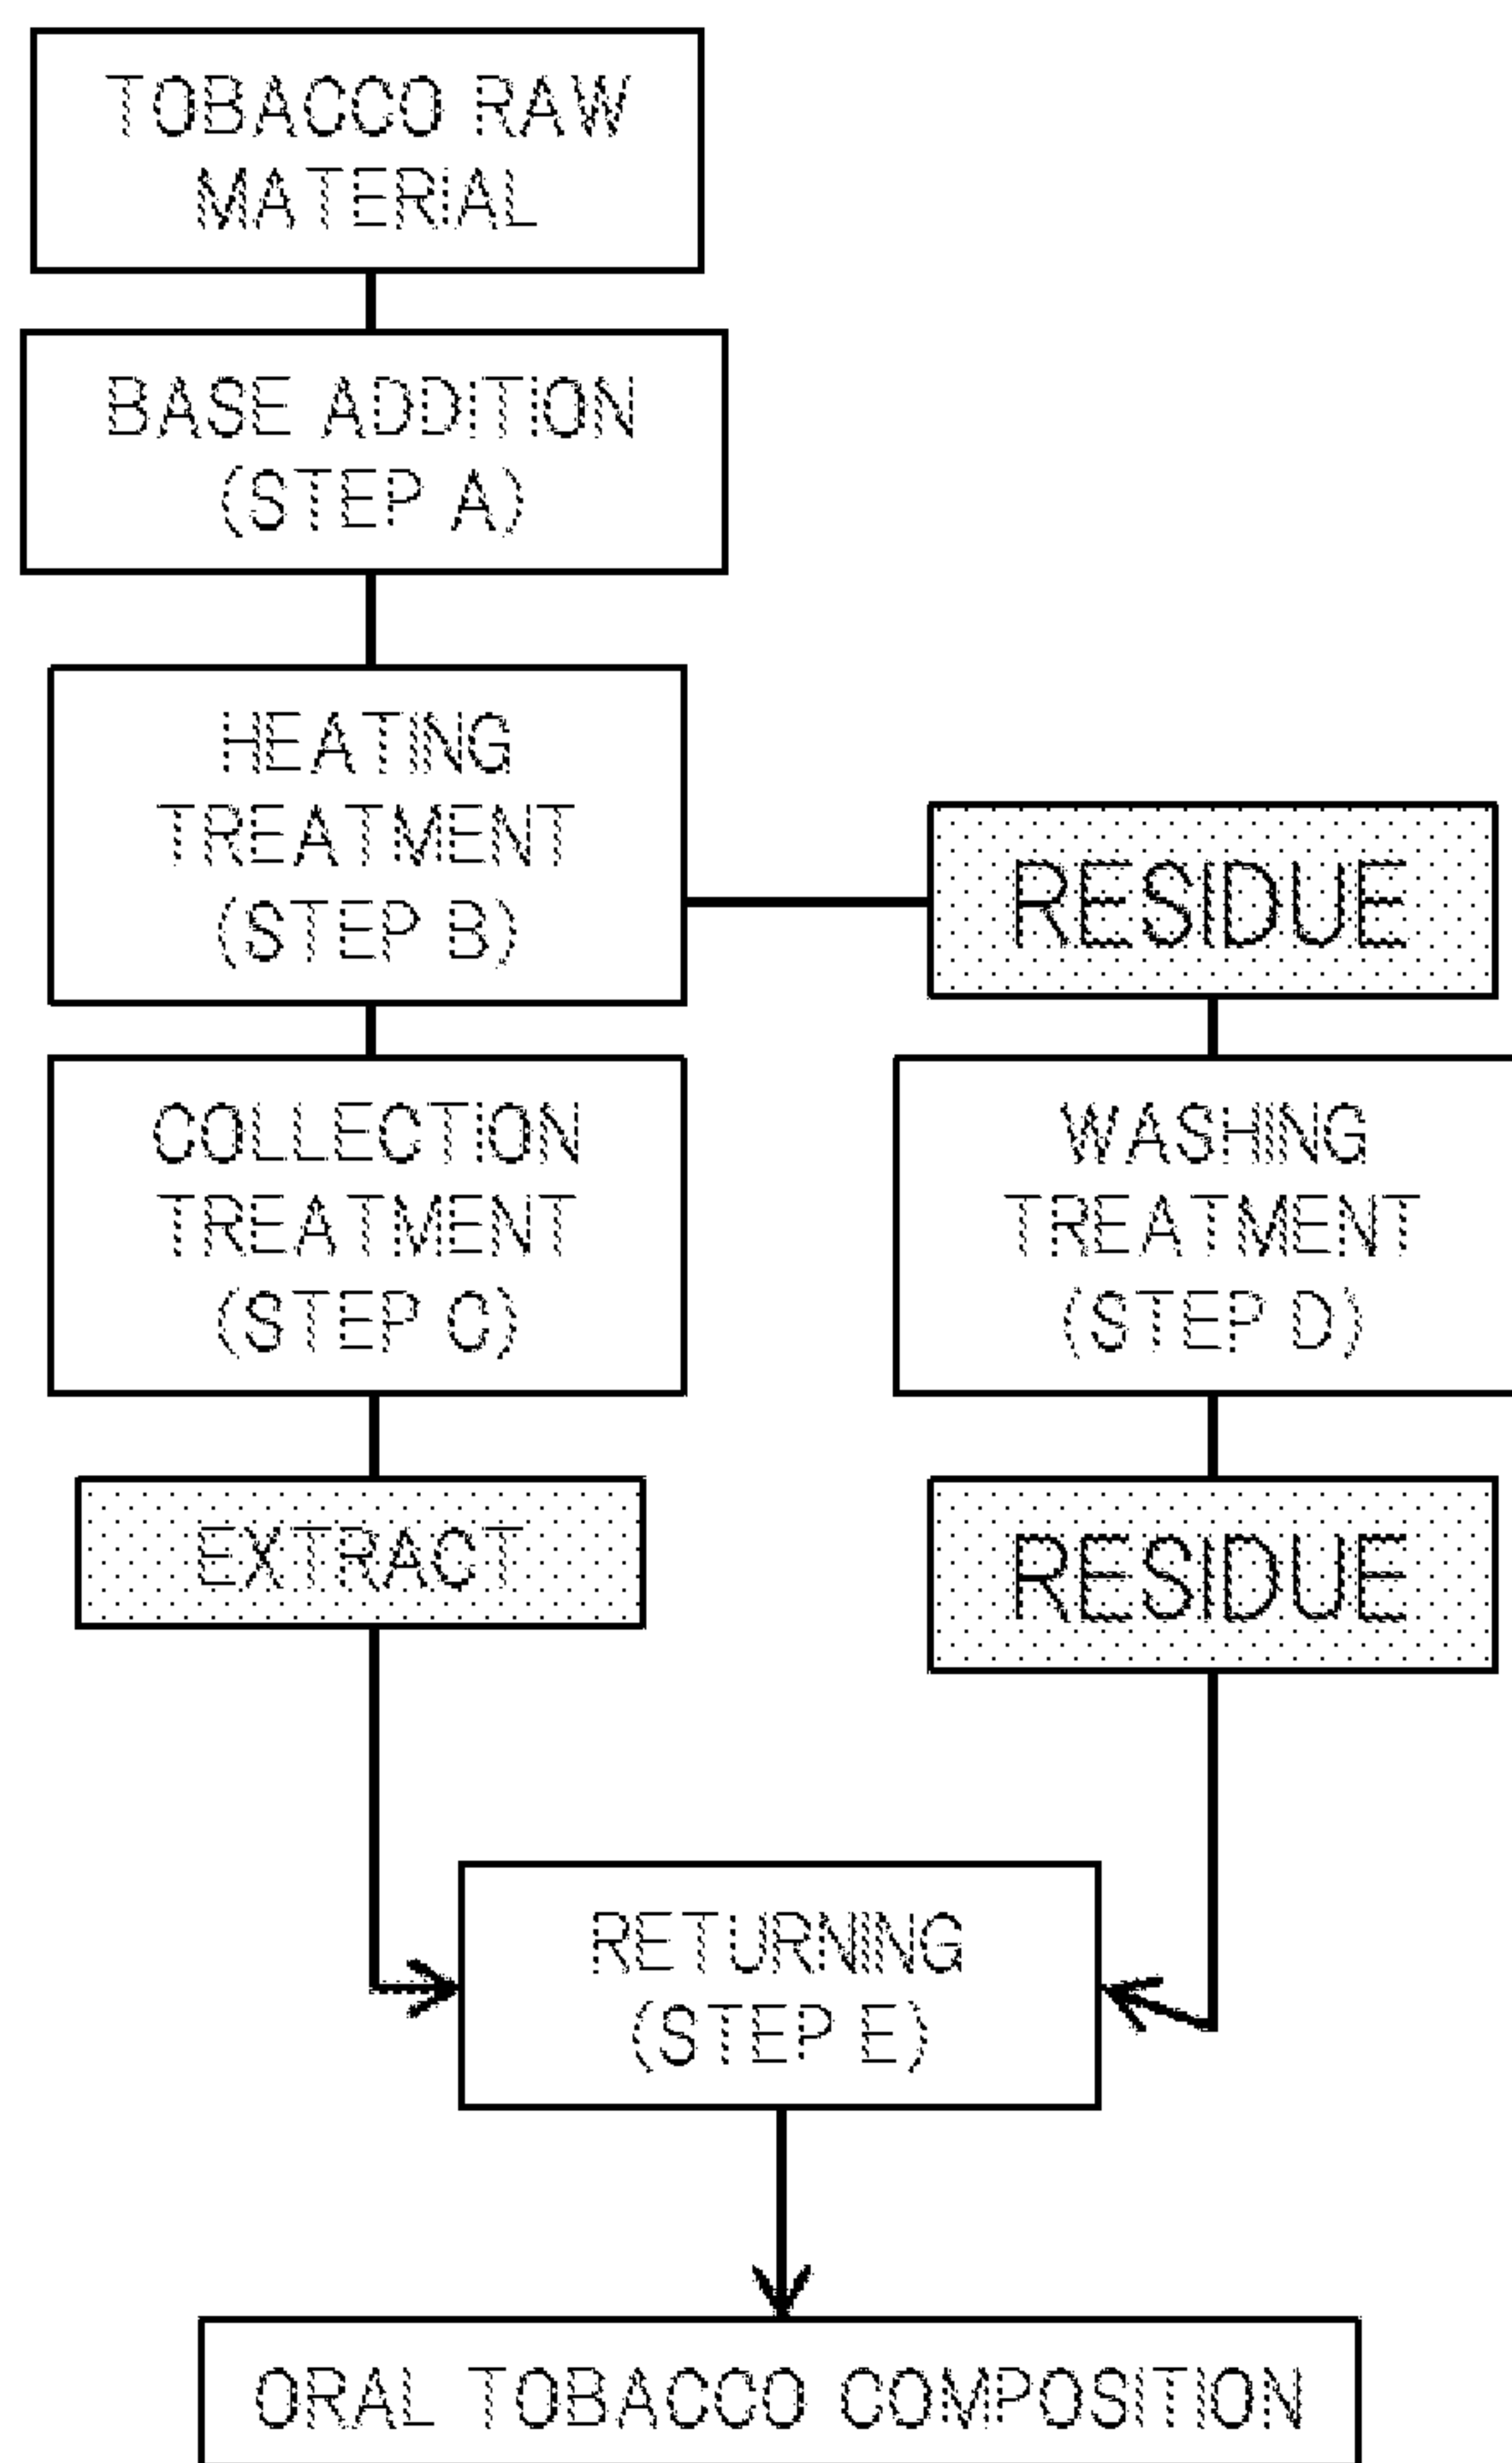 TOBACCO RAW
MATERIAL
BASE ADDITION
(STEP A)
HEATING
TREATMENT
(STEP B)
RESIDUE
COLLECTION
TREATMENT
(STEP C)
WASHING
TREATMENT
(STEP D)
EXTRACT
RESIDUE
RETURNING
(STEP E)
ORAL TOBACCO COMPOSITION